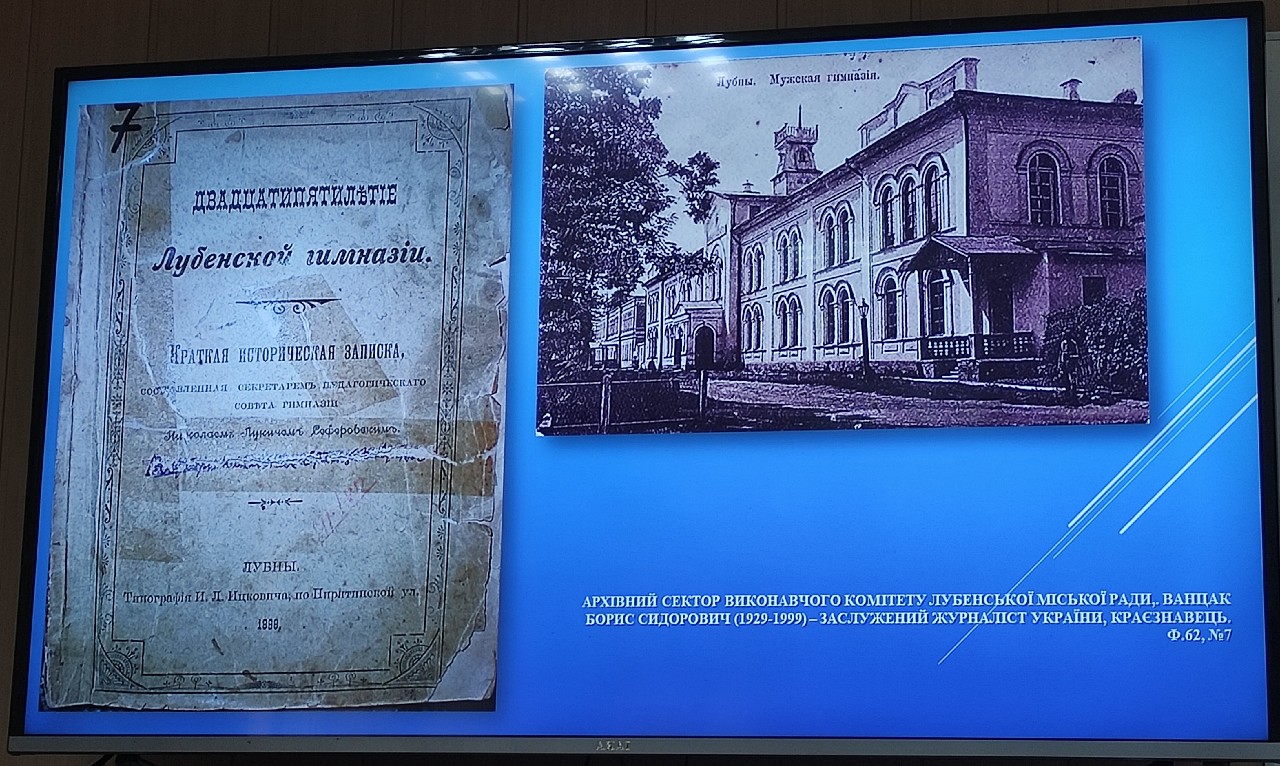 7
ДВАДЦАТИПЯТИЛѢТІЕ
Лубенской гимназіи.
КРАТКАЯ ИСТОРИЧЕСКАЯ ЗАПИСКА,
СОСТАВЛЕННАЯ СЕКРЕТАРЕМЪ ПЕДАГОГИЧЕСКАГО
СОВѢТА ГИМНАЗІИ
Николаемъ Лукичемъ
ЛУБНЫ.
Типографія И. Л. Ицковича, по Пирятинской ул.
Лубны. Мужская гимназія.
АРХІВНИЙ СЕКТОР ВИКОНАВЧОГО КОМІТЕТУ ЛУБЕНСЬКОЇ МІСЬКОЇ РАДИ,. ВАНЦАК
БОРИС СИДОРОВИЧ (1929-1999) – ЗАСЛУЖЕНИЙ ЖУРНАЛІСТ УКРАЇНИ, КРАЄЗНАВЕЦЬ.
Ф.62, №7
AKAI